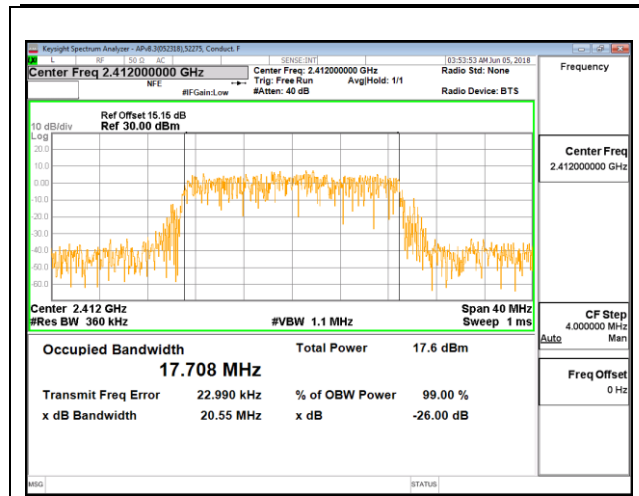 Keysight Spectrum Analyzer - APv8.3(052318),52275, Conduct. F
L RF 50 Ω AC SENSE:INT 03:53:53 AM Jun 05, 2018
Center Freq 2.412000000 GHz
NFE
#IFGain:Low
Center Freq: 2.412000000 GHz
Trig: Free Run Avg|Hold: 1/1
#Atten: 40 dB
Radio Std: None
Radio Device: BTS
Frequency
Ref Offset 15.15 dB
10 dB/div Ref 30.00 dBm
Log
20.0
10.0
0.00
-10.0
-20.0
-30.0
-40.0
-50.0
-60.0
Center 2.412 GHz Span 40 MHz
#Res BW 360 kHz #VBW 1.1 MHz Sweep 1 ms
Occupied Bandwidth Total Power 17.6 dBm
17.708 MHz
Transmit Freq Error 22.990 kHz % of OBW Power 99.00 %
x dB Bandwidth 20.55 MHz x dB -26.00 dB
Center Freq
2.412000000 GHz
CF Step
4.000000 MHz
Auto Man
Freq Offset
0 Hz
MSG STATUS